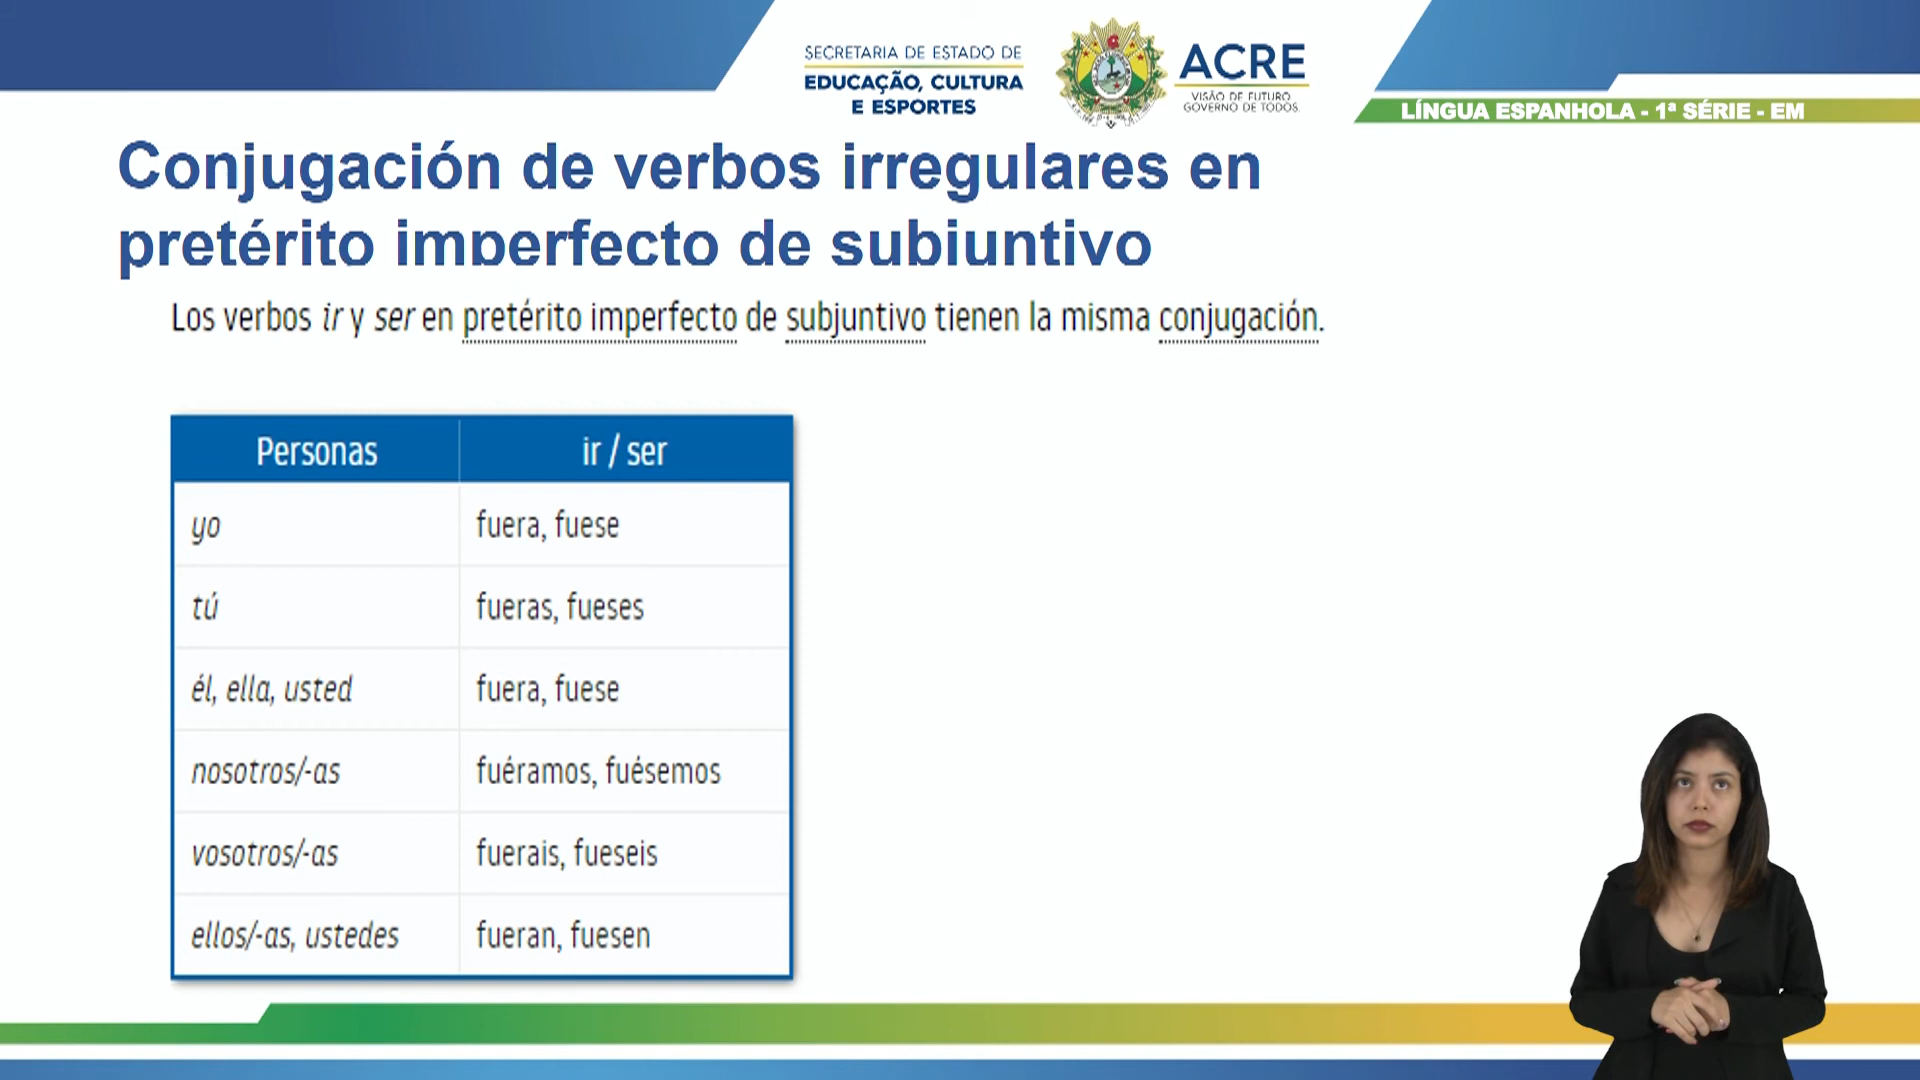 SECRETARIA DE ESTADO DE
EDUCAÇÃO, CULTURA
E ESPORTES
ACRE
VISÃO DE FUTURO
GOVERNO DE TODOS.
LÍNGUA ESPANHOLA - 1ª SÉRIE - EM
Conjugación de verbos irregulares en
pretérito imperfecto de subjuntivo
Los verbos ir y ser en pretérito imperfecto de subjuntivo tienen la misma conjugación.
Personas ir / ser
yo fuera, fuese
tú fueras, fueses
él, ella, usted fuera, fuese
nosotros/-as fuéramos, fuésemos
vosotros/-as fuerais, fueseis
ellos/-as, ustedes fueran, fuesen